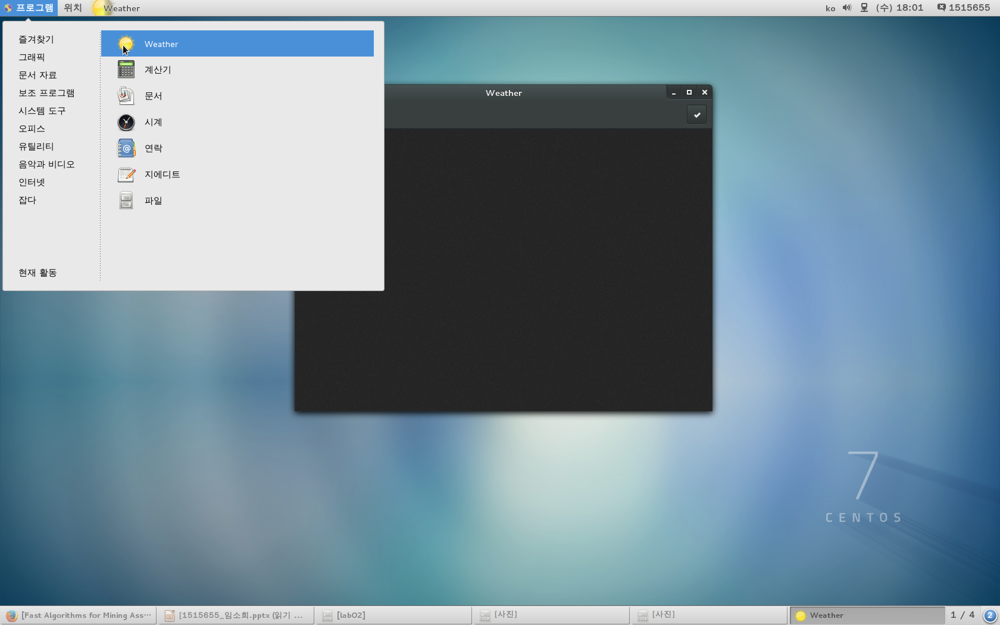 프로그램 위치 Weather ko (수) 18:01 1515655
즐겨찾기
그래픽
문서 자료
보조 프로그램
시스템 도구
오피스
유틸리티
음악과 비디오
인터넷
잡다
현재 활동
Weather
계산기
문서
시계
연락
지에디트
파일
Weather
7
CENTOS
[Fast Algorithms for Mining Ass… [1515655_임소희.pptx (읽기 … [lab02] [사진] [사진] Weather 1 / 4 2